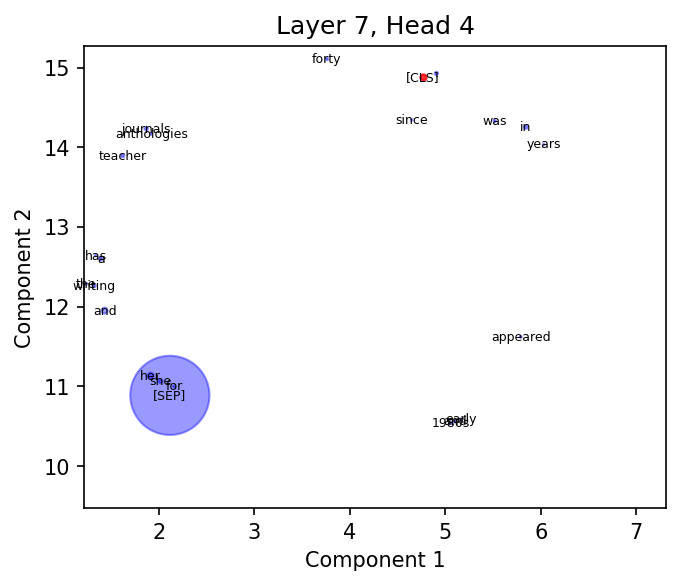 Layer 7, Head 4
15
14
13
12
11
10
Component 2
forty
[CLS]
since
was
in
years
journals
anthologies
teacher
has
a
the
writing
and
appeared
her
she
for
[SEP]
early
1980s
2
3
4
5
6
7
Component 1